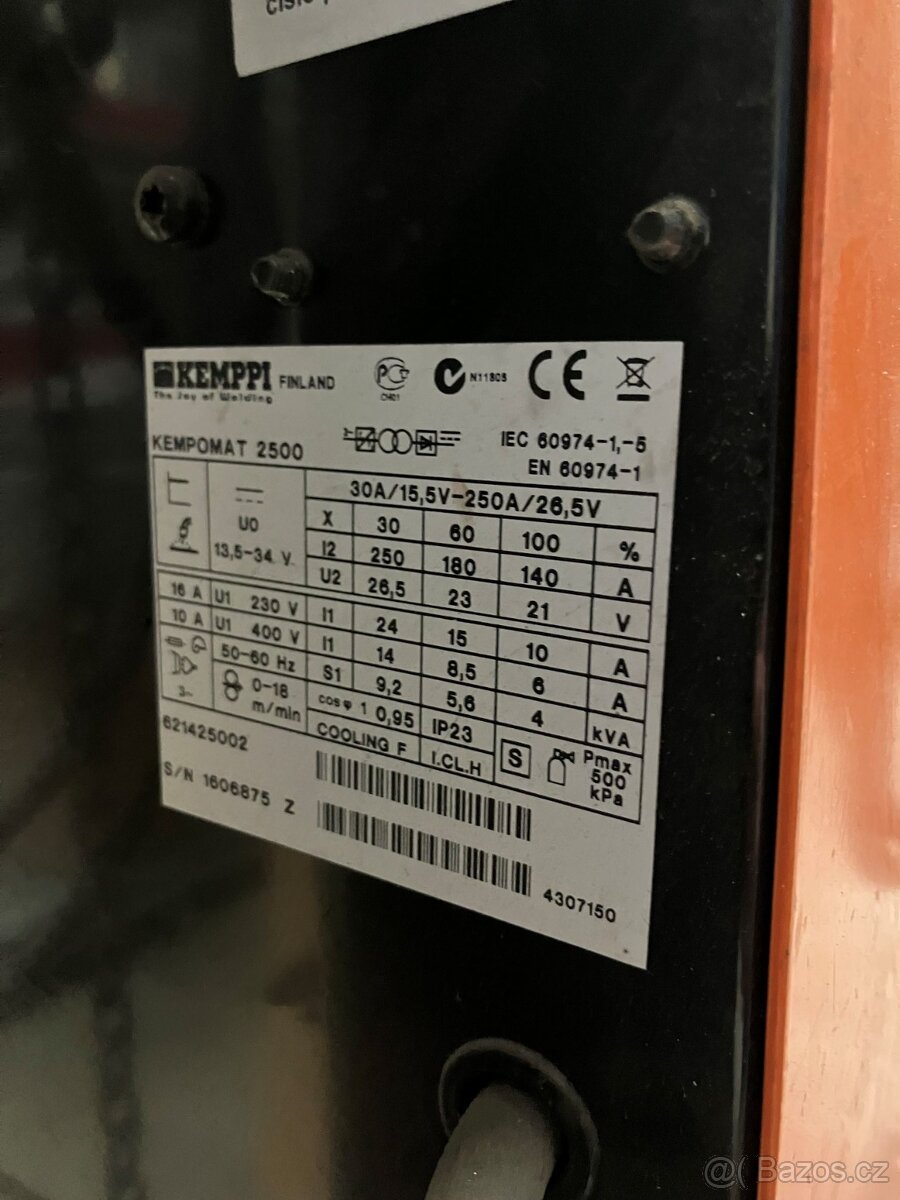 KEMPPI FINLAND
The Joy of Welding
PG
CH01
N11805
CE
KEMPOMAT 2500
IEC 60974-1,-5
EN 60974-1
30A/15,5V-250A/26,5V
U0
13,5-34 V
X 30 60 100 %
I2 250 180 140 A
U2 26,5 23 21 V
16 A U1 230 V I1 24 15 10 A
10 A U1 400 V I1 14 8,5 6 A
50-60 Hz S1 9,2 5,6 4 kVA
3~
0-18
m/min
cos φ 1 0,95 IP23
COOLING F I.CL.H
S
Pmax
500
kPa
621425002
S/N 1606875 Z
4307150
@( Bazos.cz